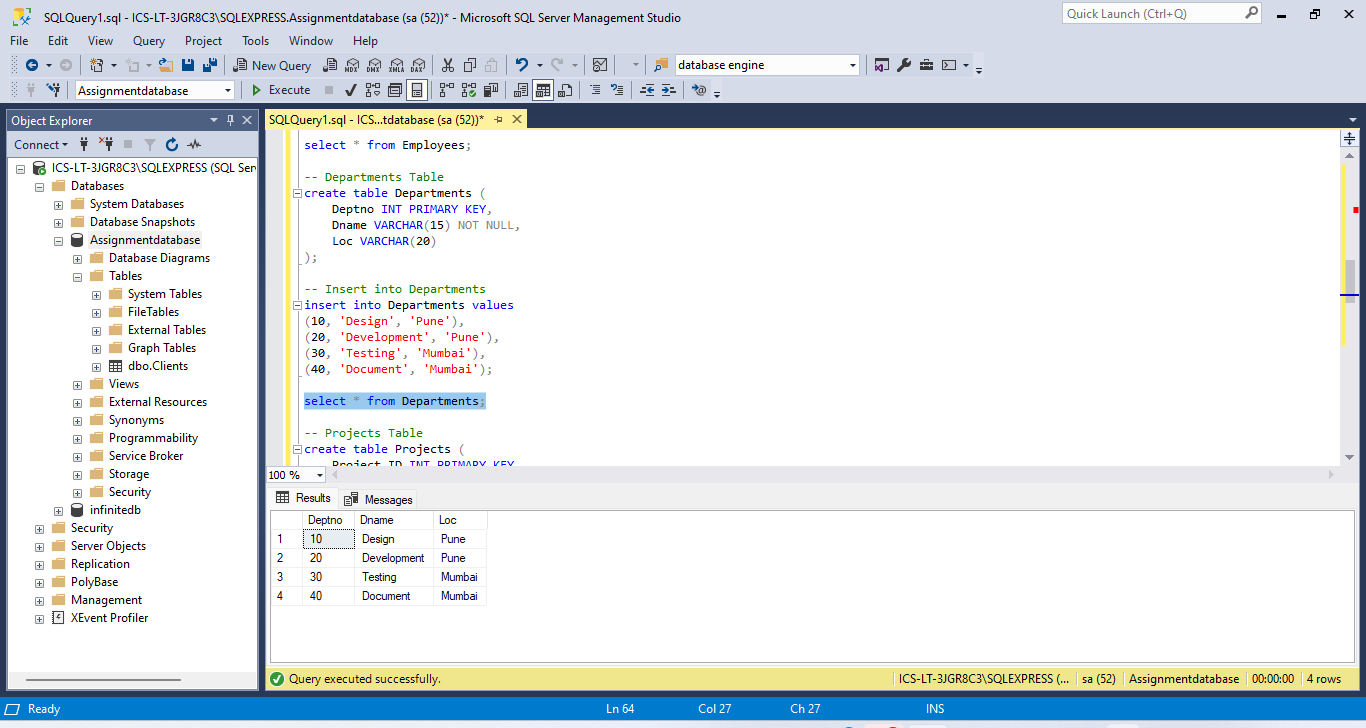 SQLQuery1.sql - ICS-LT-3JGR8C3\SQLEXPRESS.Assignmentdatabase (sa (52))* - Microsoft SQL Server Management Studio
Quick Launch (Ctrl+Q)
File Edit View Query Project Tools Window Help
New Query MDX DMX XMLA DAX database engine
Assignmentdatabase Execute
Object Explorer
Connect
ICS-LT-3JGR8C3\SQLEXPRESS (SQL Ser
Databases
System Databases
Database Snapshots
Assignmentdatabase
Database Diagrams
Tables
System Tables
FileTables
External Tables
Graph Tables
dbo.Clients
Views
External Resources
Synonyms
Programmability
Service Broker
Storage
Security
infinitedb
Security
Server Objects
Replication
PolyBase
Management
XEvent Profiler
SQLQuery1.sql - ICS...tdatabase (sa (52))*
select * from Employees;
-- Departments Table
create table Departments (
Deptno INT PRIMARY KEY,
Dname VARCHAR(15) NOT NULL,
Loc VARCHAR(20)
);
-- Insert into Departments
insert into Departments values
(10, 'Design', 'Pune'),
(20, 'Development', 'Pune'),
(30, 'Testing', 'Mumbai'),
(40, 'Document', 'Mumbai');
select * from Departments;
-- Projects Table
create table Projects (
Project_ID INT PRIMARY KEY
100 %
Results Messages
Deptno Dname Loc
1 10 Design Pune
2 20 Development Pune
3 30 Testing Mumbai
4 40 Document Mumbai
Query executed successfully.
ICS-LT-3JGR8C3\SQLEXPRESS (... sa (52) Assignmentdatabase 00:00:00 4 rows
Ready Ln 64 Col 27 Ch 27 INS